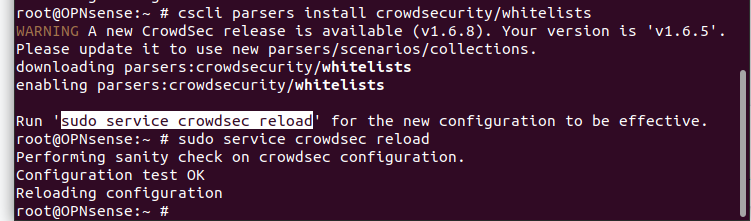 root@OPNsense:~ # cscli parsers install crowdsecurity/whitelists
WARNING A new CrowdSec release is available (v1.6.8). Your version is 'v1.6.5'.
Please update it to use new parsers/scenarios/collections.
downloading parsers:crowdsecurity/whitelists
enabling parsers:crowdsecurity/whitelists
Run 'sudo service crowdsec reload' for the new configuration to be effective.
root@OPNsense:~ # sudo service crowdsec reload
Performing sanity check on crowdsec configuration.
Configuration test OK
Reloading configuration
root@OPNsense:~ #